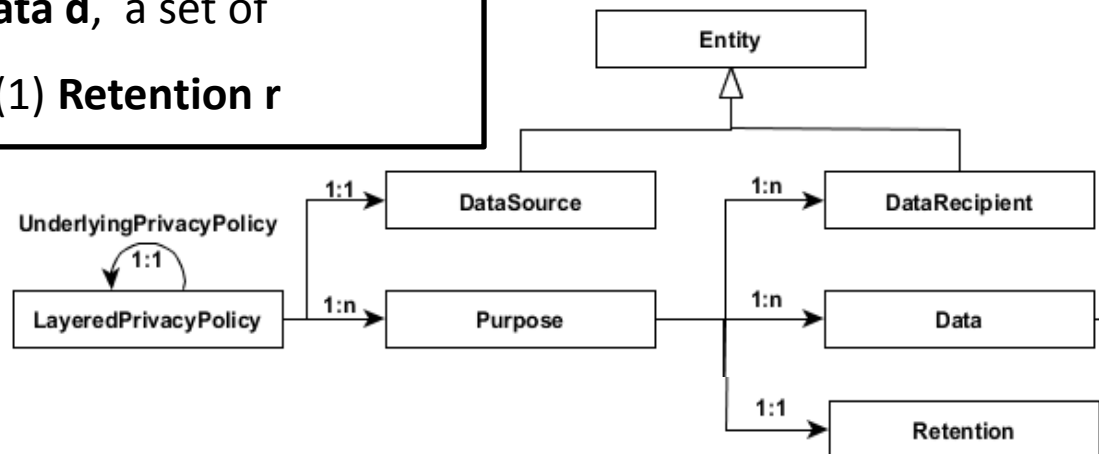 ata d, a set of
(1) Retention r
Entity
1:1
DataSource
1:n
DataRecipient
UnderlyingPrivacyPolicy
1:1
LayeredPrivacyPolicy
1:n
Purpose
1:n
Data
1:1
Retention